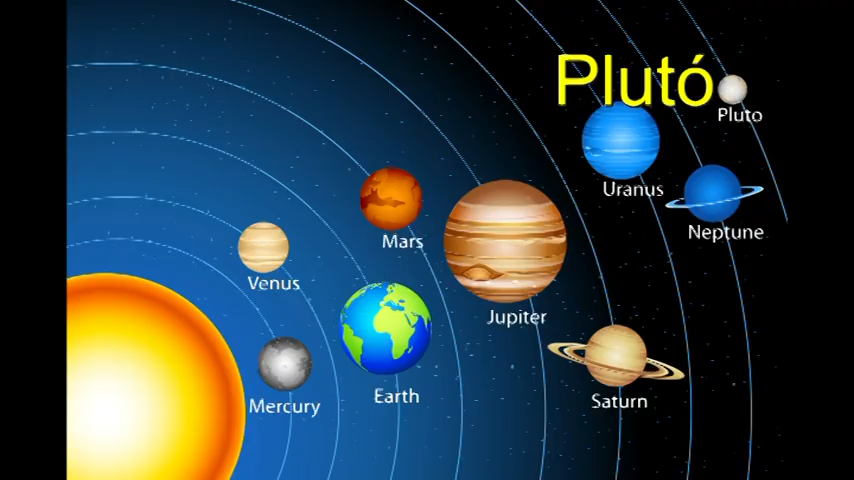 Plutó
Pluto
Uranus
Neptune
Mars
Venus
Jupiter
Earth
Saturn
Mercury